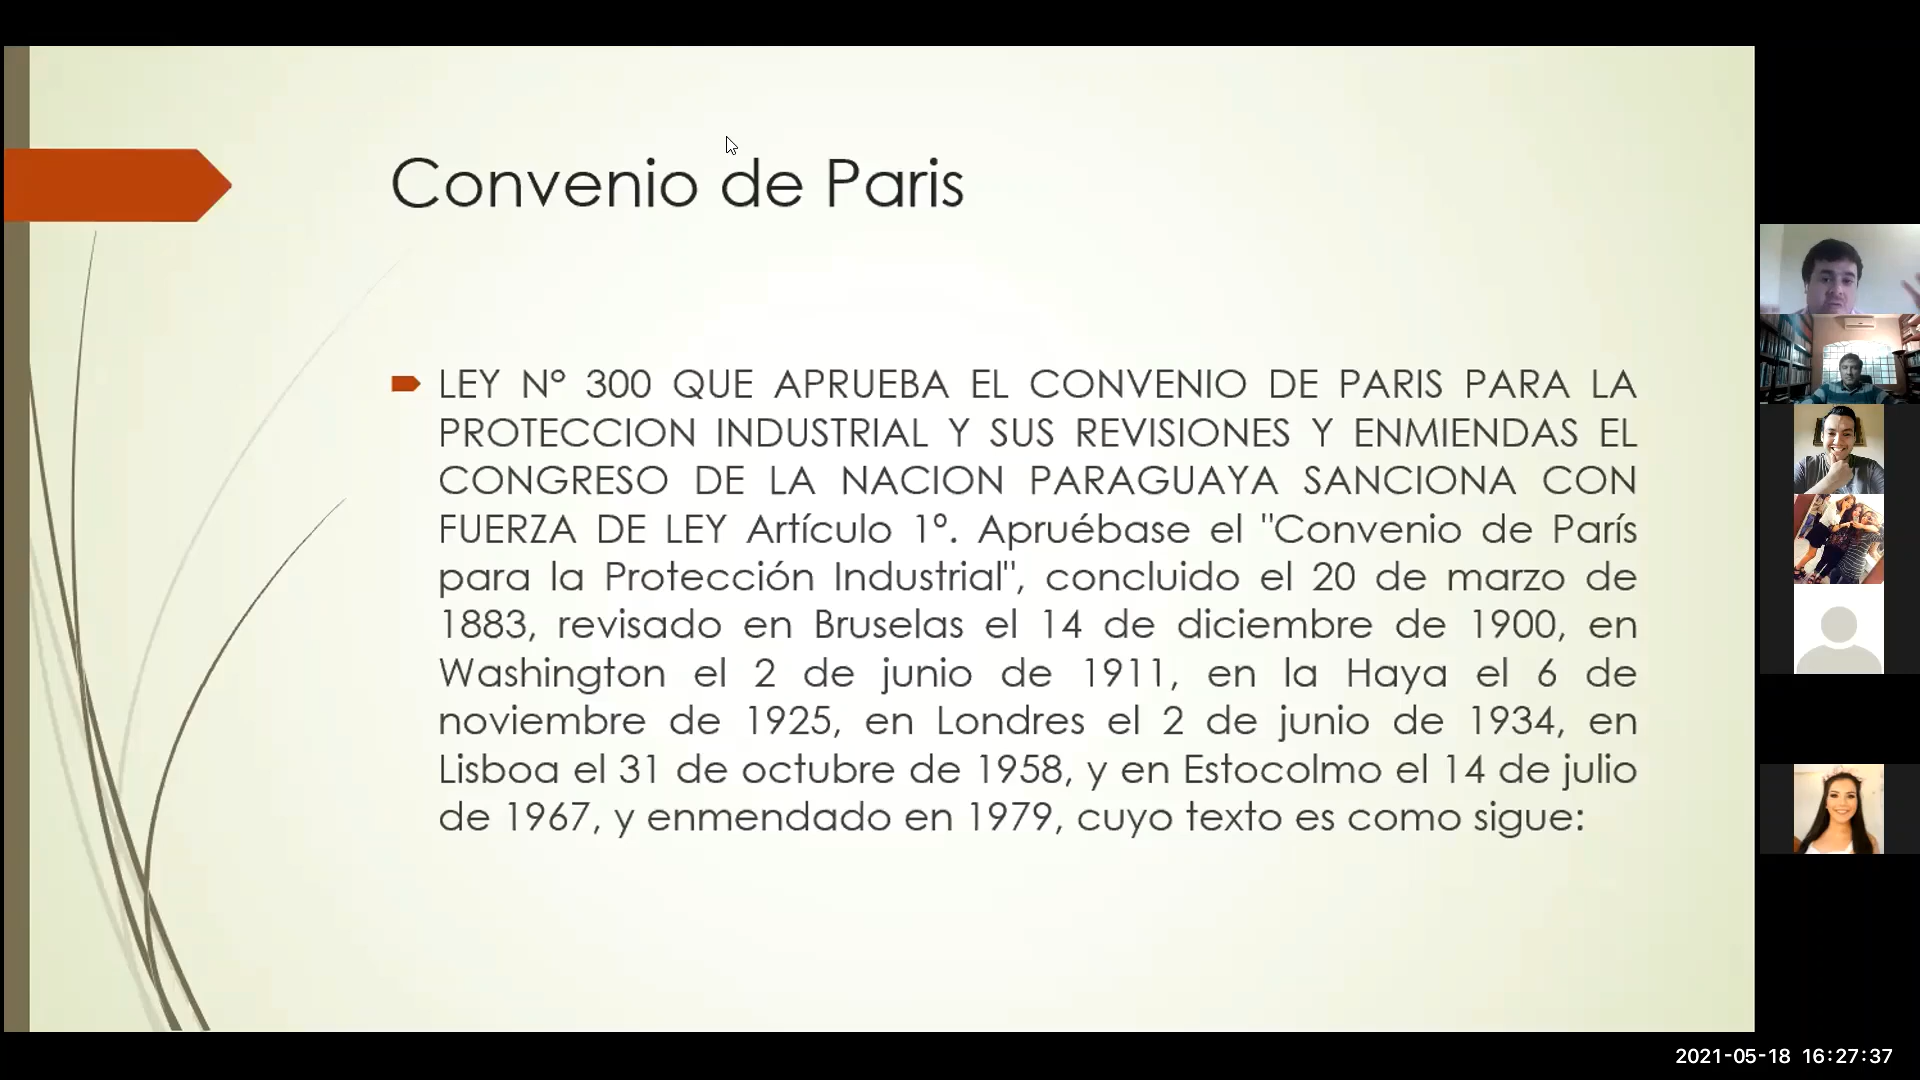 Convenio de Paris
LEY N° 300 QUE APRUEBA EL CONVENIO DE PARIS PARA LA
PROTECCION INDUSTRIAL Y SUS REVISIONES Y ENMIENDAS EL
CONGRESO DE LA NACION PARAGUAYA SANCIONA CON
FUERZA DE LEY Artículo 1º. Apruébase el "Convenio de París
para la Protección Industrial", concluido el 20 de marzo de
1883, revisado en Bruselas el 14 de diciembre de 1900, en
Washington el 2 de junio de 1911, en la Haya el 6 de
noviembre de 1925, en Londres el 2 de junio de 1934, en
Lisboa el 31 de octubre de 1958, y en Estocolmo el 14 de julio
de 1967, y enmendado en 1979, cuyo texto es como sigue:
2021-05-18 16:27:37